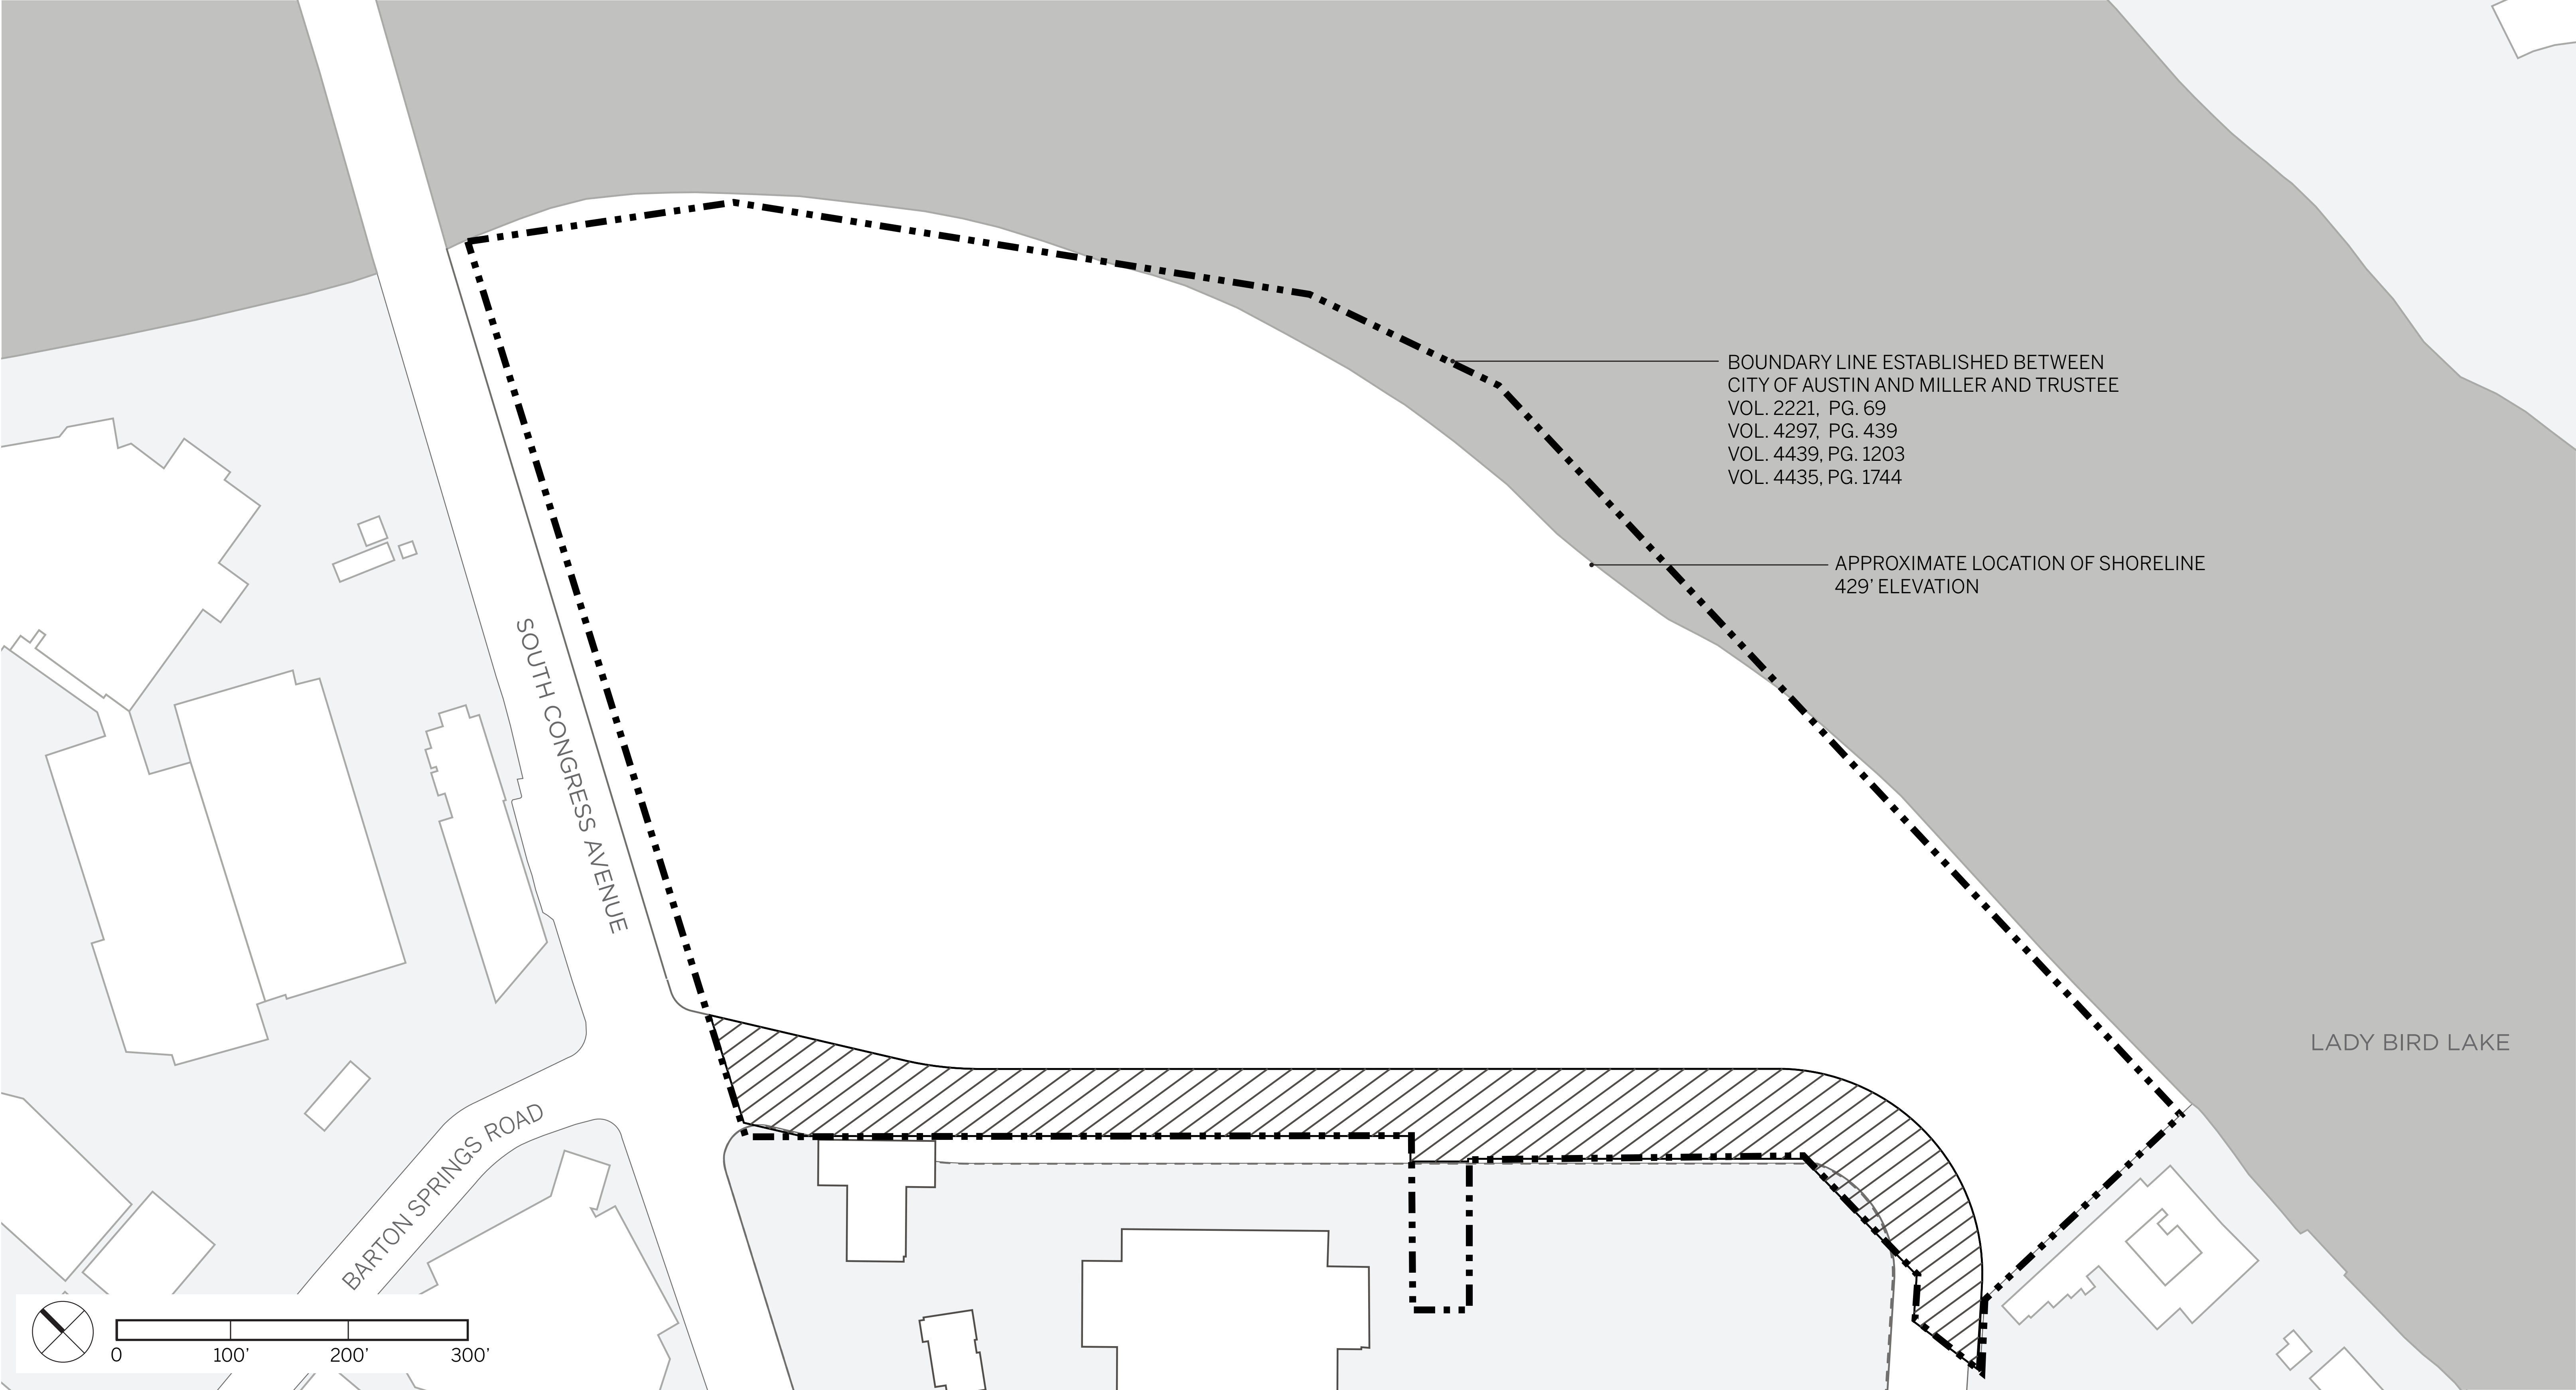 BOUNDARY LINE ESTABLISHED BETWEEN
CITY OF AUSTIN AND MILLER AND TRUSTEE
VOL. 2221, PG. 69
VOL. 4297, PG. 439
VOL. 4439, PG. 1203
VOL. 4435, PG. 1744
APPROXIMATE LOCATION OF SHORELINE
429’ ELEVATION
SOUTH CONGRESS AVENUE
LADY BIRD LAKE
BARTON SPRINGS ROAD
0 100’ 200’ 300’